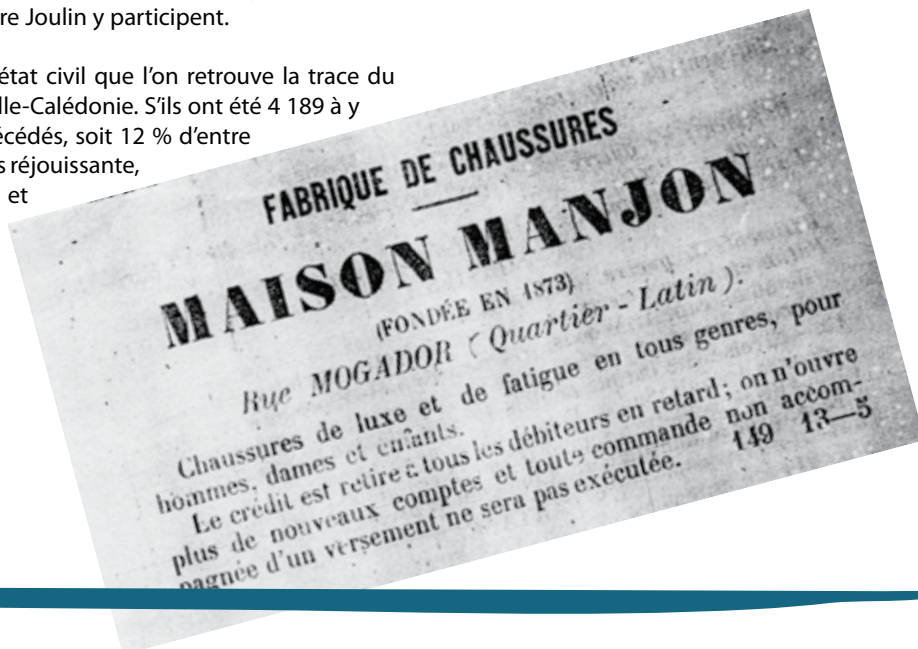 re Joulin y participent.
état civil que l'on retrouve la trace du
lle-Calédonie. S'ils ont été 4 189 à y
écédés, soit 12 % d'entre
s réjouissante,
et
FABRIQUE DE CHAUSSURES
MAISON MANJON
(FONDÉE EN 1873)
Rue MOGADOR (Quartier - Latin).
Chaussures de luxe et de fatigue en tous genres, pour
hommes, dames et enfants.
Le crédit est retiré à tous les débiteurs en retard; on n'ouvre
plus de nouveaux comptes et toute commande non accom-
pagnée d'un versement ne sera pas exécutée. 149 13—5